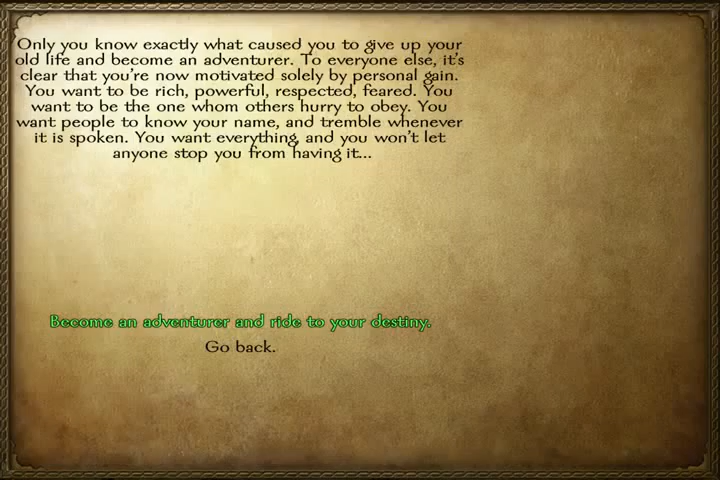 Only you know exactly what caused you to give up your
old life and become an adventurer. To everyone else, it's
clear that you're now motivated solely by personal gain.
You want to be rich, powerful, respected, feared. You
want to be the one whom others hurry to obey. You
want people to know your name, and tremble whenever
it is spoken. You want everything, and you won't let
anyone stop you from having it...
Become an adventurer and ride to your destiny.
Go back.